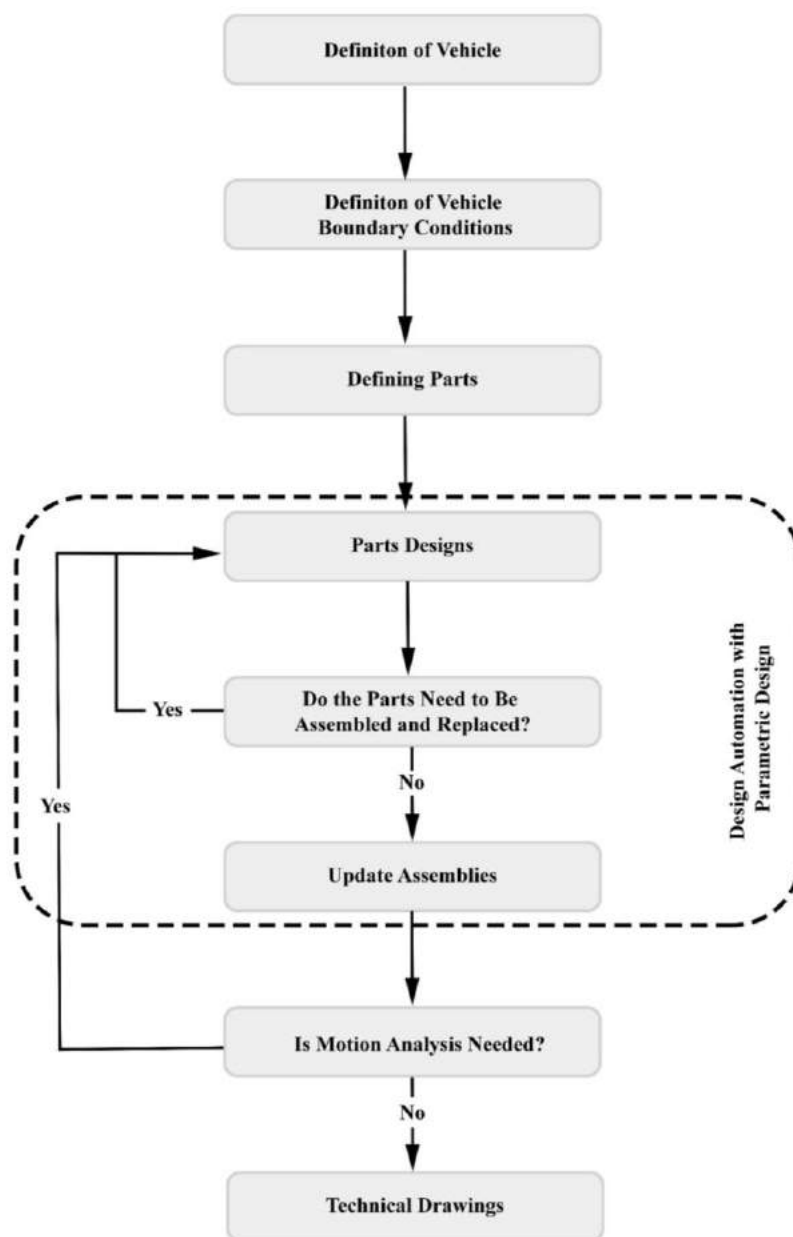 Definiton of Vehicle
Definiton of Vehicle
Boundary Conditions
Defining Parts
Parts Designs
Do the Parts Need to Be
Assembled and Replaced?
Yes
No
Yes
Update Assemblies
Design Automation with
Parametric Design
Is Motion Analysis Needed?
No
Technical Drawings